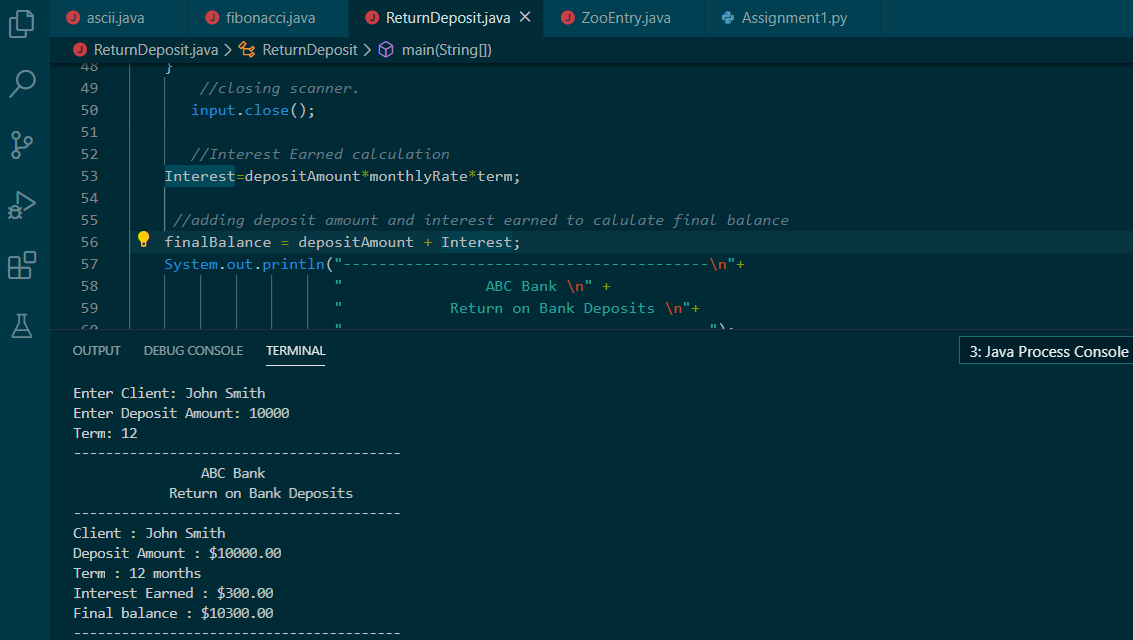 ascii.java fibonacci.java ReturnDeposit.java ZooEntry.java Assignment1.py
ReturnDeposit.java > ReturnDeposit > main(String[])
48 }
49 //closing scanner.
50 input.close();
51
52 //Interest Earned calculation
53 Interest=depositAmount*monthlyRate*term;
54
55 //adding deposit amount and interest earned to calulate final balance
56 finalBalance = depositAmount + Interest;
57 System.out.println("-----------------------------------------\n"+
58 "                ABC Bank \n" +
59 "            Return on Bank Deposits \n"+
OUTPUT DEBUG CONSOLE TERMINAL 3: Java Process Console
Enter Client: John Smith
Enter Deposit Amount: 10000
Term: 12
-----------------------------------------
ABC Bank
Return on Bank Deposits
-----------------------------------------
Client : John Smith
Deposit Amount : $10000.00
Term : 12 months
Interest Earned : $300.00
Final balance : $10300.00
-----------------------------------------